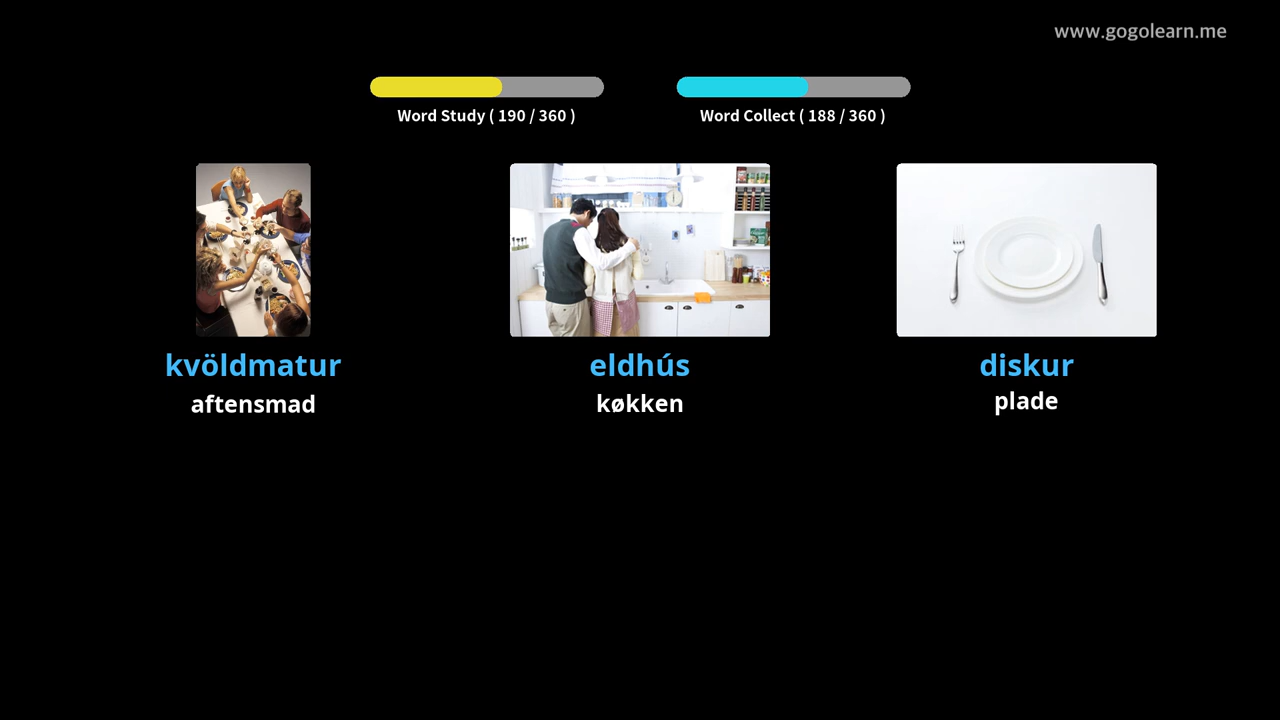 www.gogolearn.me
Word Study ( 190 / 360 )
Word Collect ( 188 / 360 )
kvöldmatur
aftensmad
eldhús
køkken
diskur
plade